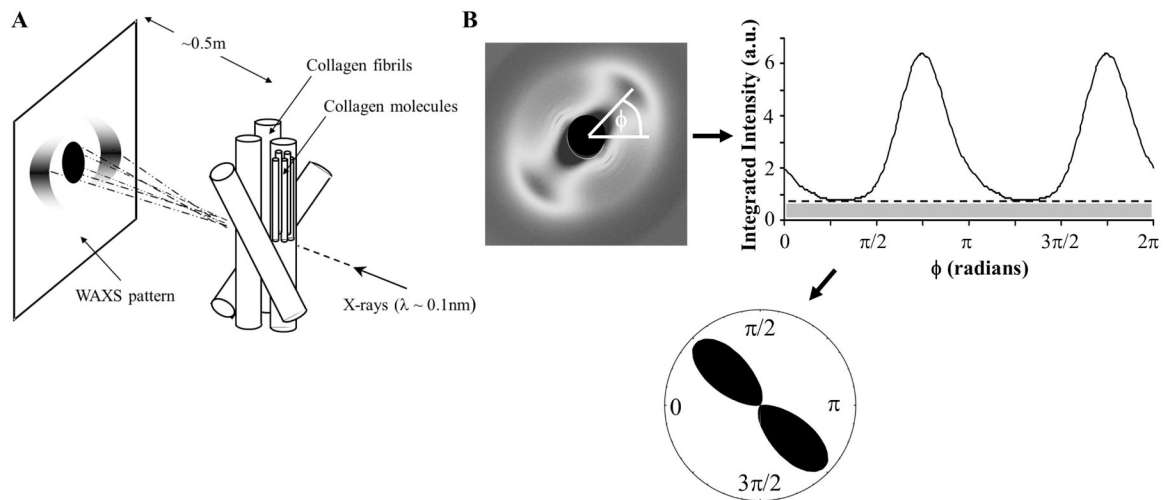 A
~0.5m
Collagen fibrils
Collagen molecules
WAXS pattern
X-rays (λ ~ 0.1nm)
B
ϕ
Integrated Intensity (a.u.)
6
4
2
0
0
π/2
π
3π/2
2π
ϕ (radians)
π/2
0
π
3π/2